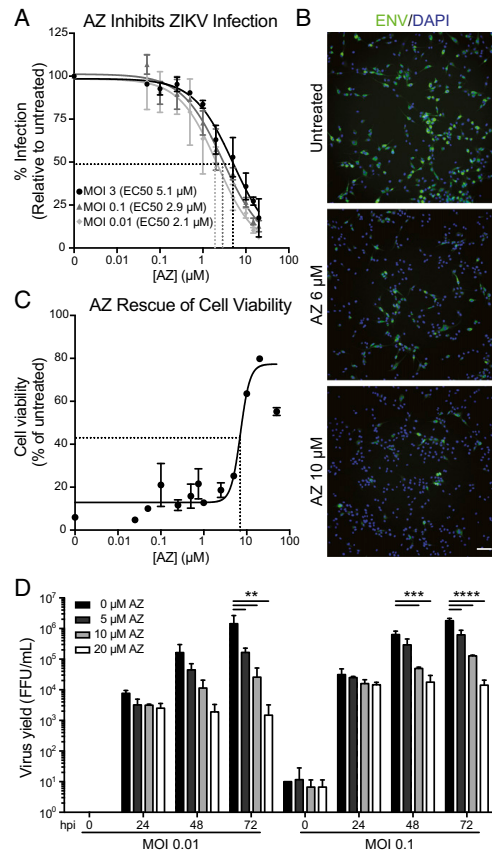 A
AZ Inhibits ZIKV Infection
% Infection
(Relative to untreated)
125
100
75
50
25
0
MOI 3 (EC50 5.1 µM)
MOI 0.1 (EC50 2.9 µM)
MOI 0.01 (EC50 2.1 µM)
0 0.01 0.1 1 10 100
[AZ] (µM)
B
ENV/DAPI
Untreated
AZ 6 µM
AZ 10 µM
C
AZ Rescue of Cell Viability
Cell viability
(% of untreated)
80
60
40
20
0
0 0.01 0.1 1 10 100
[AZ] (µM)
D
Virus yield (FFU/mL)
10⁷
10⁶
10⁵
10⁴
10³
10²
10¹
10⁰
0 µM AZ
5 µM AZ
10 µM AZ
20 µM AZ
** *** ****
hpi 0 24 48 72 0 24 48 72
MOI 0.01 MOI 0.1